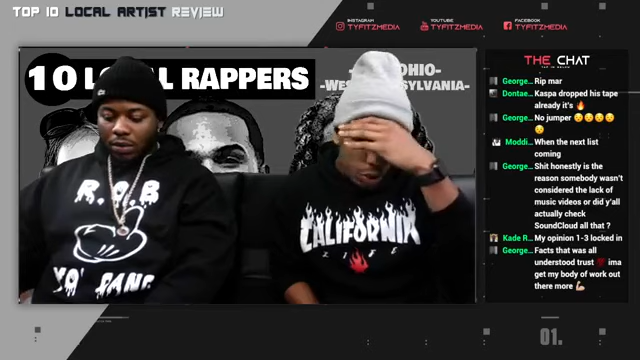 TOP 10 LOCAL ARTIST REVIEW
INSTAGRAM
TYFITZMEDIA
YOUTUBE
TYFITZMEDIA
FACEBOOK
TYFITZMEDIA
10 LOCAL RAPPERS
OHIO-
R.O.B
YO' GANG
CALIFORNIA
LIFE
THE CHAT
George... Rip mar
Dontae... Kaspa dropped his tape
already it's 🔥
George... No jumper 😔😔😔😔
😔
Moddi... When the next list
coming
George... Shit honestly is the
reason somebody wasn't
considered the lack of
music videos or did y'all
actually check
SoundCloud all that ?
Kade R... My opinion 1-3 locked in
George... Facts that was all
understood trust 💯 ima
get my body of work out
there more 💪🏼
01.